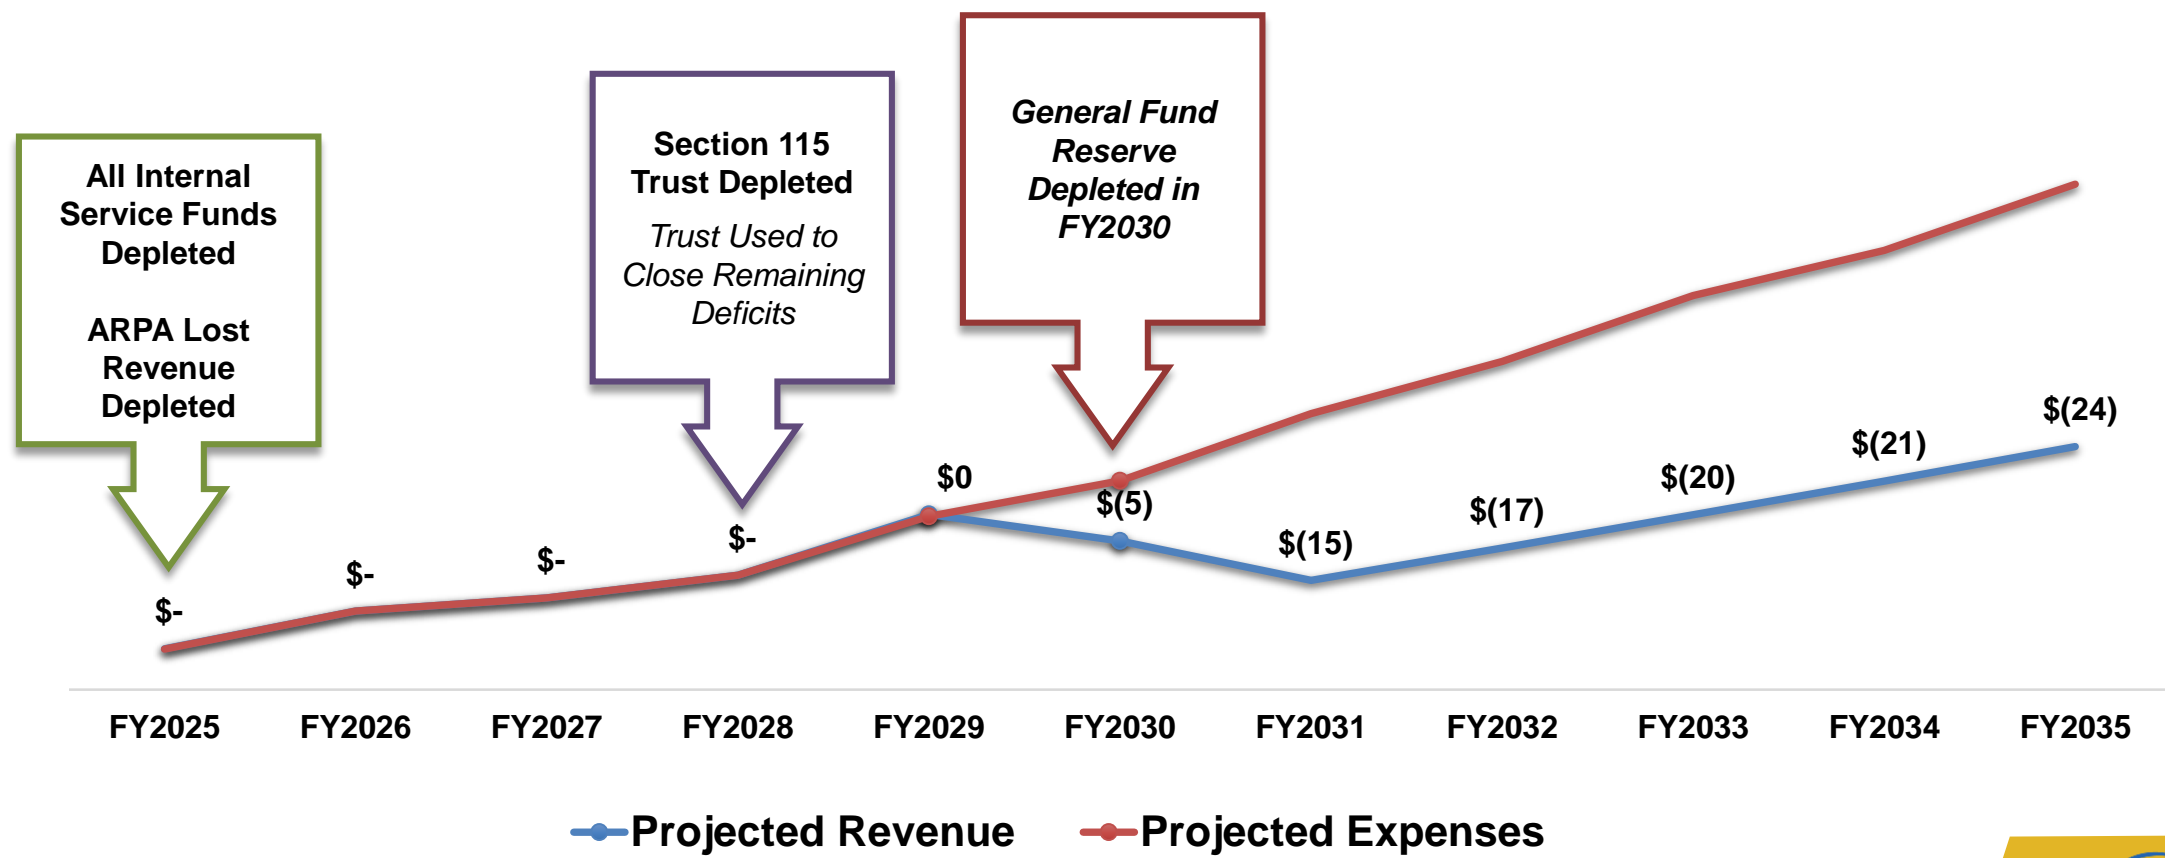 All Internal
Service Funds
Depleted
ARPA Lost
Revenue
Depleted
Section 115
Trust Depleted
Trust Used to
Close Remaining
Deficits
General Fund
Reserve
Depleted in
FY2030
$-
$-
$-
$-
$0
$(5)
$(15)
$(17)
$(20)
$(21)
$(24)
FY2025 FY2026 FY2027 FY2028 FY2029 FY2030 FY2031 FY2032 FY2033 FY2034 FY2035
Projected Revenue Projected Expenses